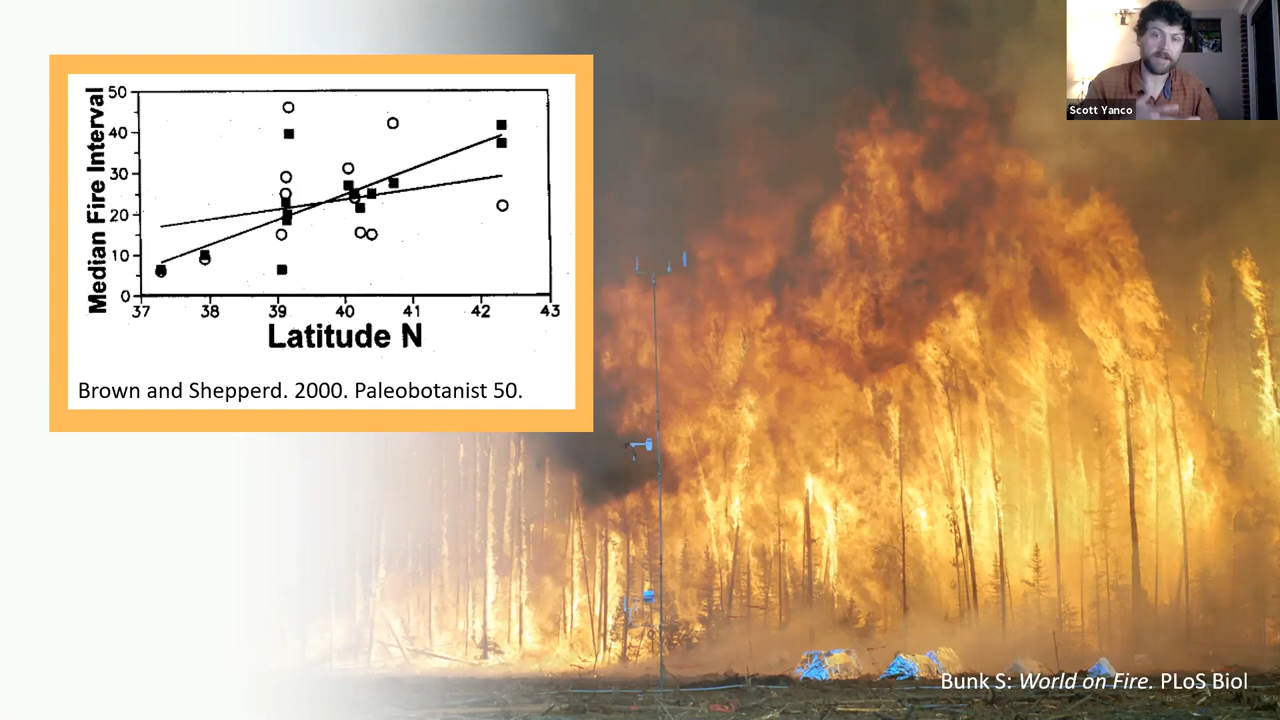 Scott Yanco
Median Fire Interval
50
40
30
20
10
0
37 38 39 40 41 42 43
Latitude N
Brown and Shepperd. 2000. Paleobotanist 50.
Bunk S: World on Fire. PLoS Biol